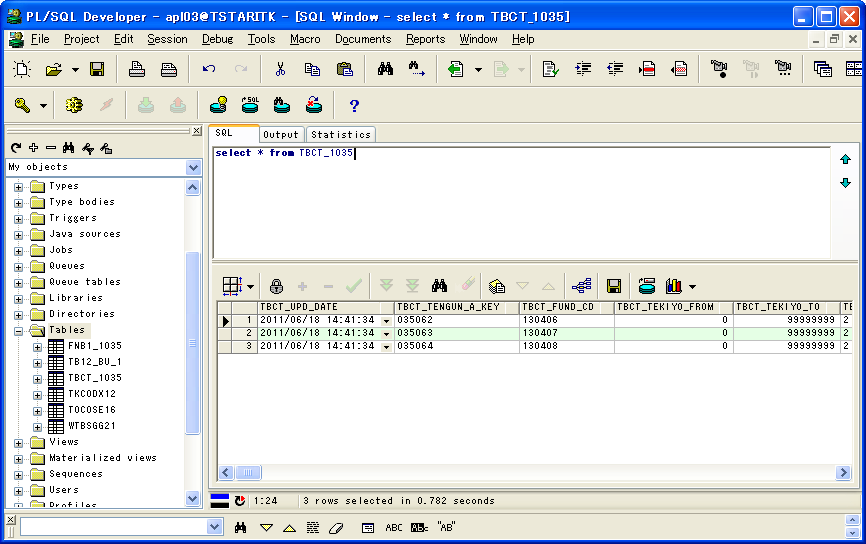 PL/SQL Developer - apl03@TSTARITK - [SQL Window - select * from TBCT_1035]
File Project Edit Session Debug Tools Macro Documents Reports Window Help
SQL Output Statistics
select * from TBCT_1035
My objects
Types
Type bodies
Triggers
Java sources
Jobs
Queues
Queue tables
Libraries
Directories
Tables
FNB1_1035
TB12_BU_1
TBCT_1035
TKCODX12
TOCOSE16
WTBSGG21
Views
Materialized views
Sequences
Users
Profiles
TBCT_UPD_DATE TBCT_TENGUN_A_KEY TBCT_FUND_CD TBCT_TEKIYO_FROM TBCT_TEKIYO_TO TB
1 2011/06/18 14:41:34 035062 130406 0 99999999 2
2 2011/06/18 14:41:34 035063 130407 0 99999999 2
3 2011/06/18 14:41:34 035064 130408 0 99999999 2
1:24 3 rows selected in 0.782 seconds
ABC "AB"